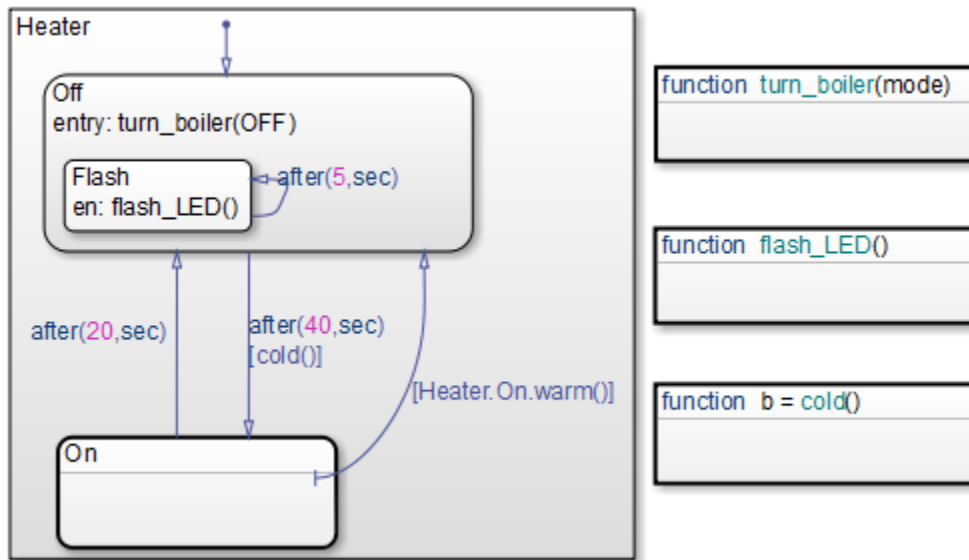 Heater
Off
entry: turn_boiler(OFF)
Flash
en: flash_LED()
after(5,sec)
after(20,sec)
after(40,sec)
[cold()]
[Heater.On.warm()]
On
function turn_boiler(mode)
function flash_LED()
function b = cold()